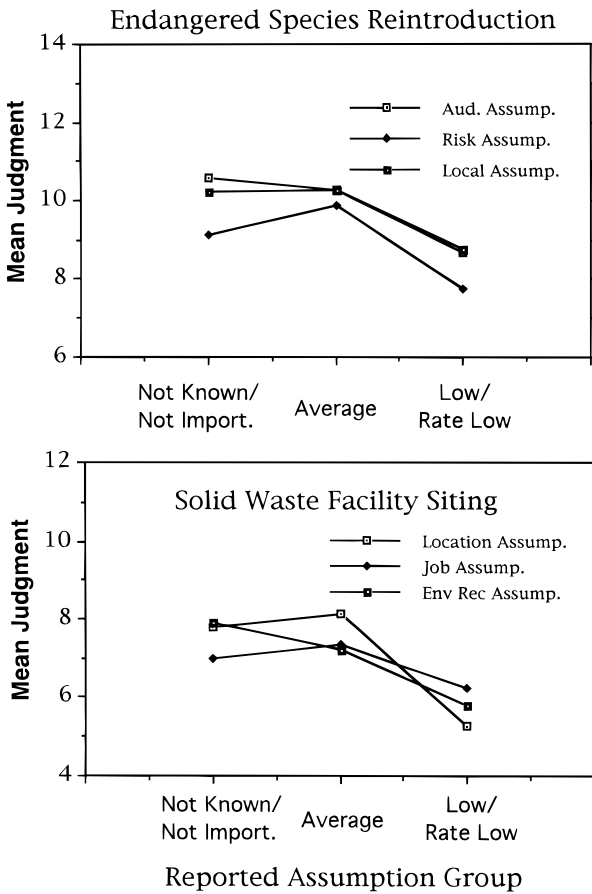 Endangered Species Reintroduction
14
12
10
8
6
Mean Judgment
Aud. Assump.
Risk Assump.
Local Assump.
Not Known/
Not Import.
Average
Low/
Rate Low
12
10
8
6
4
Mean Judgment
Solid Waste Facility Siting
Location Assump.
Job Assump.
Env Rec Assump.
Not Known/
Not Import.
Average
Low/
Rate Low
Reported Assumption Group